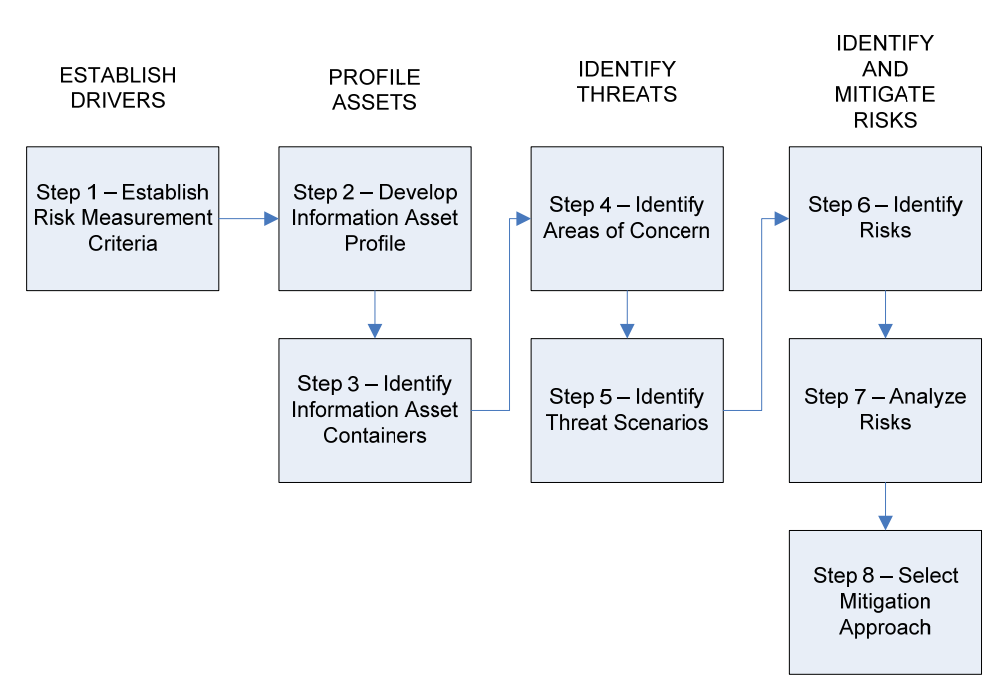 ESTABLISH
DRIVERS
PROFILE
ASSETS
IDENTIFY
THREATS
IDENTIFY
AND
MITIGATE
RISKS
Step 1 – Establish
Risk Measurement
Criteria
Step 2 – Develop
Information Asset
Profile
Step 3 – Identify
Information Asset
Containers
Step 4 – Identify
Areas of Concern
Step 5 – Identify
Threat Scenarios
Step 6 – Identify
Risks
Step 7 – Analyze
Risks
Step 8 – Select
Mitigation
Approach